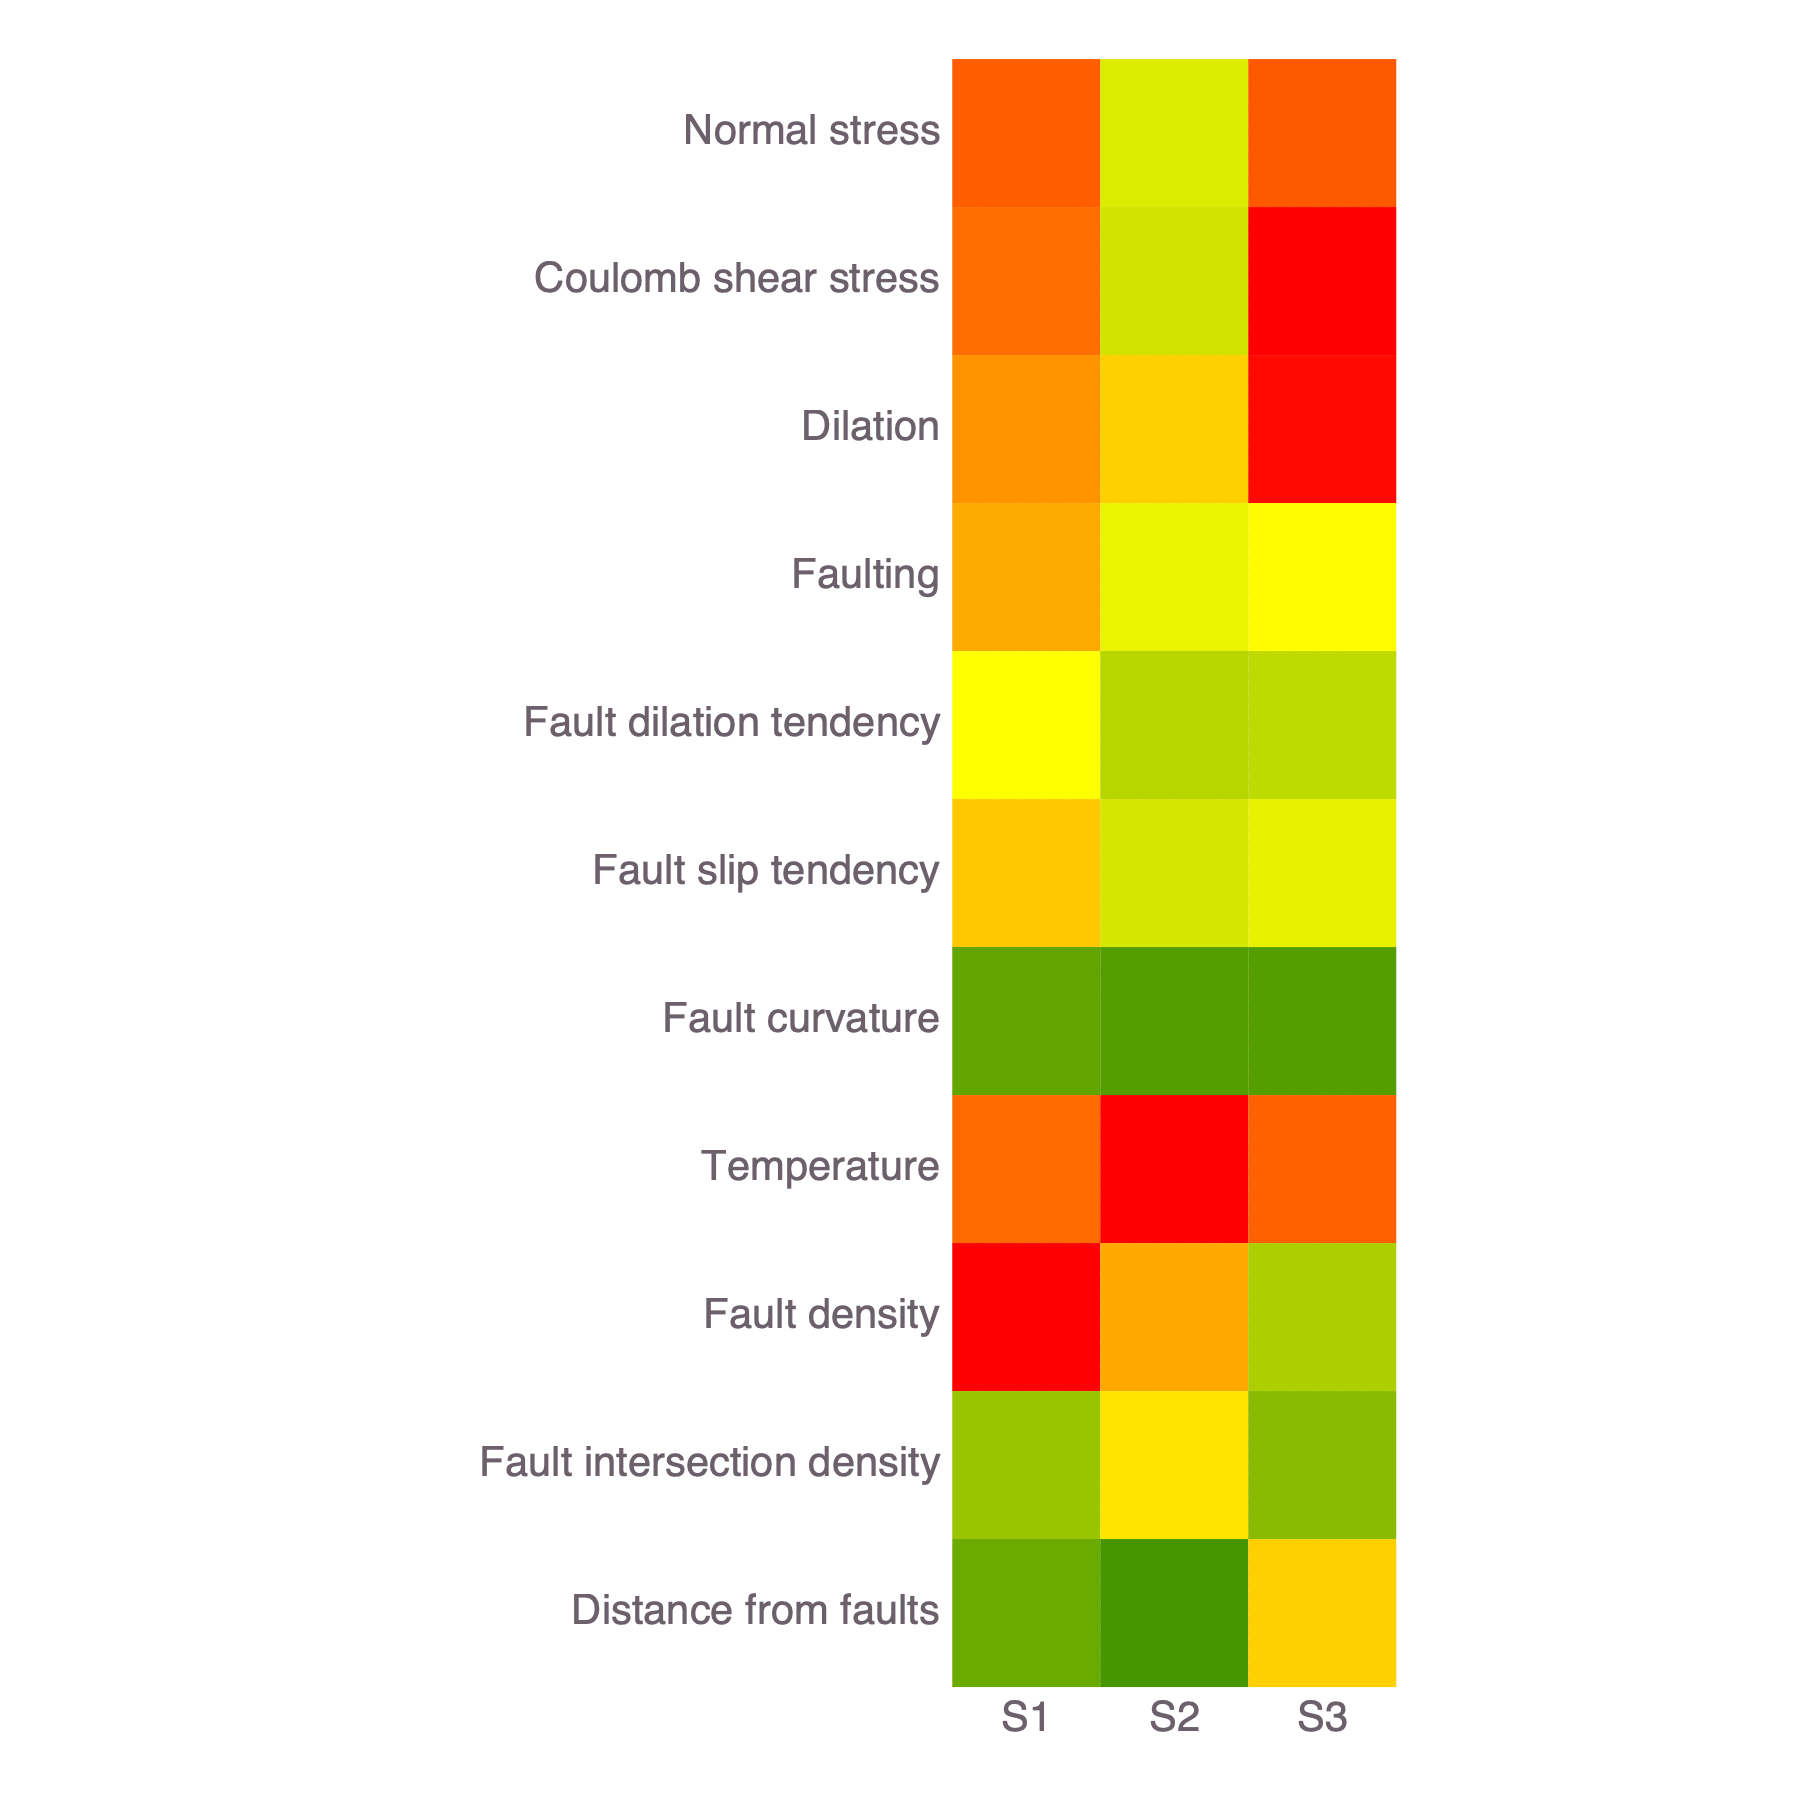 Normal stress
Coulomb shear stress
Dilation
Faulting
Fault dilation tendency
Fault slip tendency
Fault curvature
Temperature
Fault density
Fault intersection density
Distance from faults
S1 S2 S3